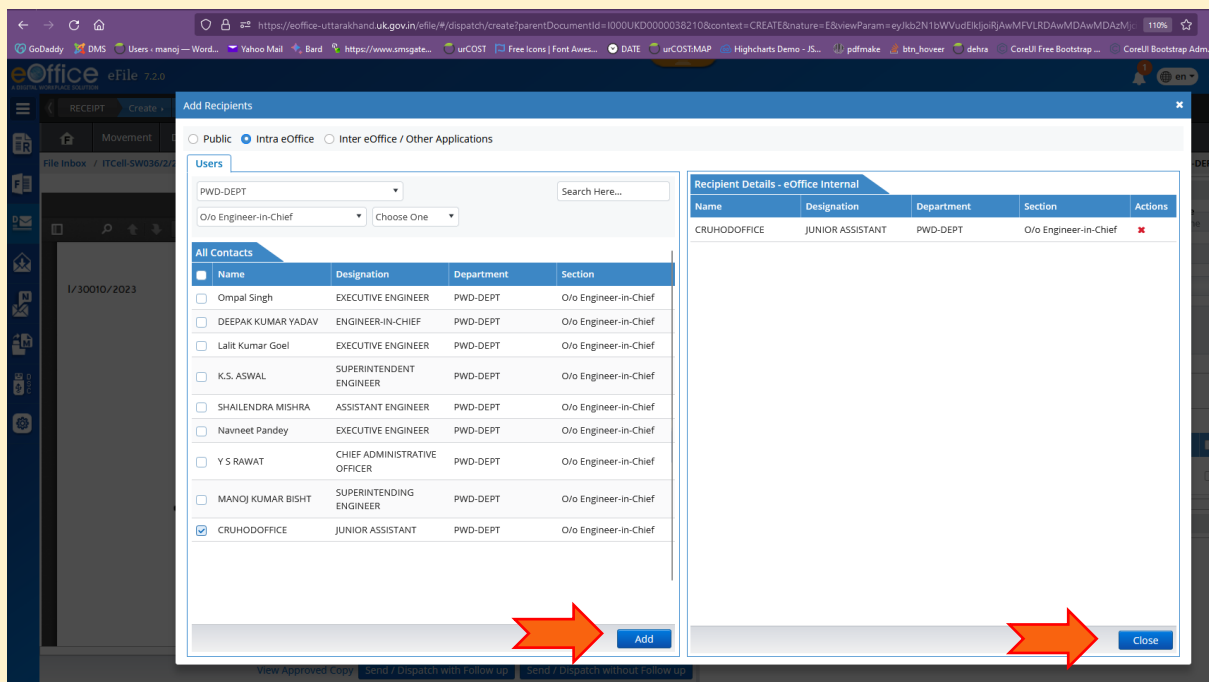 https://eoffice-uttarakhand.uk.gov.in/efile/#/dispatch/create?parentDocumentId=I000UKD0000038210&context=CREATE&nature=E&viewParam= 110%
GoDaddy DMS Users ‹ manoj — Word... Yahoo Mail Bard https://www.smsgate... urCOST Free Icons | Font Awes... DATE urCOST:MAP Highcharts Demo - JS... pdfmake btn_hoveer dehra CoreUI Free Bootstrap ... CoreUI Bootstrap Adm
eOffice eFile 7.2.0 1 en
A DIGITAL WORKPLACE SOLUTION
RECEIPT Create Add Recipients ×
Movement
Public Intra eOffice Inter eOffice / Other Applications
File Inbox / ITCell-SW036/2/2
Users
PWD-DEPT Search Here...
O/o Engineer-in-Chief Choose One
All Contacts
Name Designation Department Section
Ompal Singh EXECUTIVE ENGINEER PWD-DEPT O/o Engineer-in-Chief
DEEPAK KUMAR YADAV ENGINEER-IN-CHIEF PWD-DEPT O/o Engineer-in-Chief
Lalit Kumar Goel EXECUTIVE ENGINEER PWD-DEPT O/o Engineer-in-Chief
K.S. ASWAL SUPERINTENDENT ENGINEER PWD-DEPT O/o Engineer-in-Chief
SHAILENDRA MISHRA ASSISTANT ENGINEER PWD-DEPT O/o Engineer-in-Chief
Navneet Pandey EXECUTIVE ENGINEER PWD-DEPT O/o Engineer-in-Chief
Y S RAWAT CHIEF ADMINISTRATIVE OFFICER PWD-DEPT O/o Engineer-in-Chief
MANOJ KUMAR BISHT SUPERINTENDING ENGINEER PWD-DEPT O/o Engineer-in-Chief
CRUHODOFFICE JUNIOR ASSISTANT PWD-DEPT O/o Engineer-in-Chief
Add
Recipient Details - eOffice Internal
Name Designation Department Section Actions
CRUHODOFFICE JUNIOR ASSISTANT PWD-DEPT O/o Engineer-in-Chief
Close
I/30010/2023
View Approved Copy Send / Dispatch with Follow up Send / Dispatch without Follow up